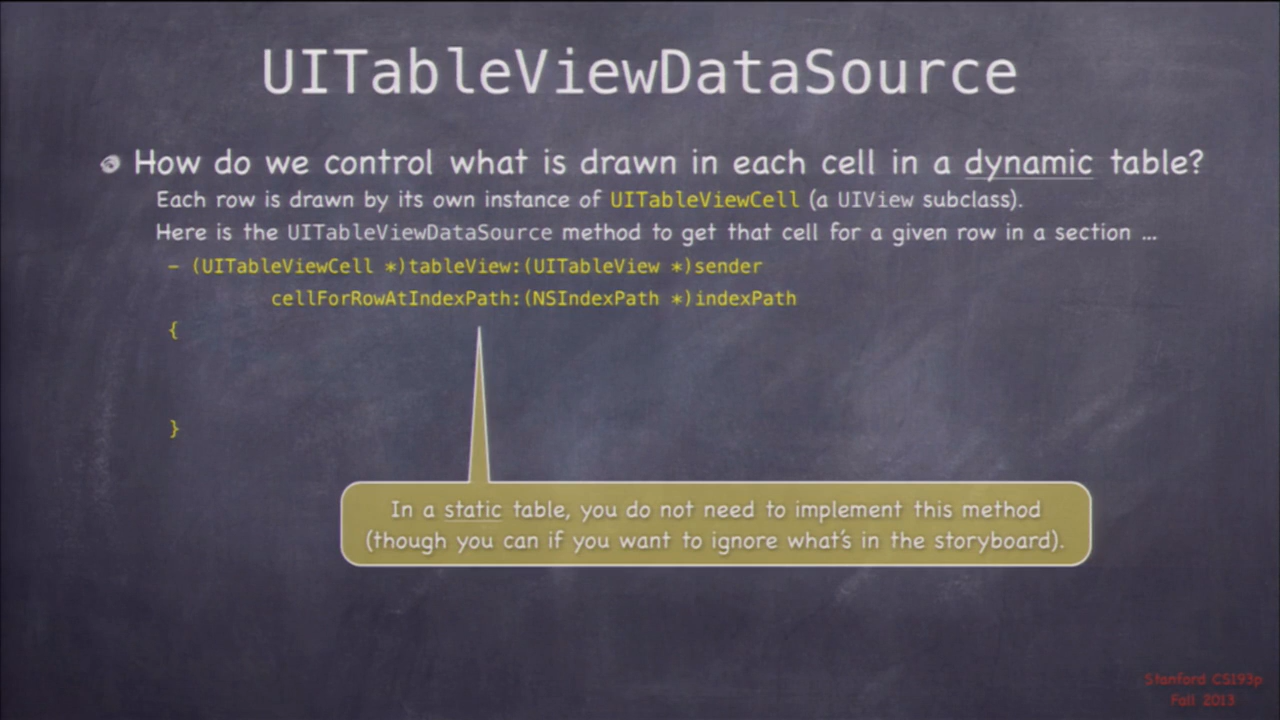 UITableViewDataSource
How do we control what is drawn in each cell in a dynamic table?
Each row is drawn by its own instance of UITableViewCell (a UIView subclass).
Here is the UITableViewDataSource method to get that cell for a given row in a section ...
- (UITableViewCell *)tableView:(UITableView *)sender
cellForRowAtIndexPath:(NSIndexPath *)indexPath
{
}
In a static table, you do not need to implement this method
(though you can if you want to ignore what's in the storyboard).
Stanford CS193p
Fall 2013